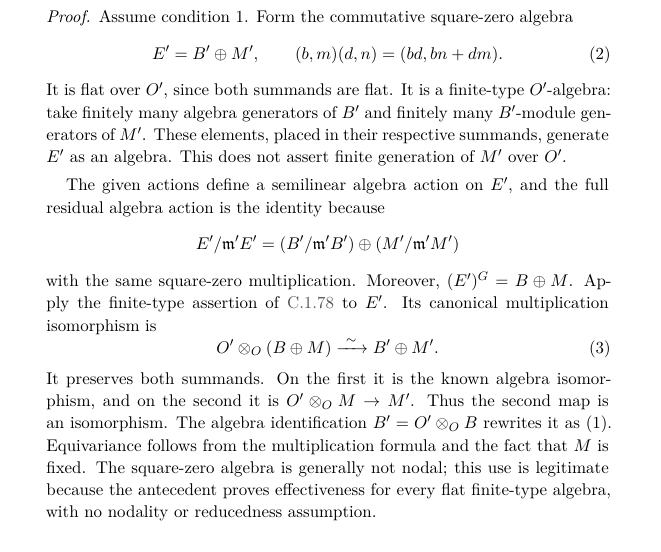 Proof. Assume condition 1. Form the commutative square-zero algebra
E′ = B′ ⊕ M′,  (b, m)(d, n) = (bd, bn + dm).  (2)
It is flat over O′, since both summands are flat. It is a finite-type O′-algebra:
take finitely many algebra generators of B′ and finitely many B′-module gen-
erators of M′. These elements, placed in their respective summands, generate
E′ as an algebra. This does not assert finite generation of M′ over O′.
The given actions define a semilinear algebra action on E′, and the full
residual algebra action is the identity because
E′/𝔪′E′ = (B′/𝔪′B′) ⊕ (M′/𝔪′M′)
with the same square-zero multiplication. Moreover, (E′)^G = B ⊕ M. Ap-
ply the finite-type assertion of C.1.78 to E′. Its canonical multiplication
isomorphism is
O′ ⊗_O (B ⊕ M) ⥲ B′ ⊕ M′.  (3)
It preserves both summands. On the first it is the known algebra isomor-
phism, and on the second it is O′ ⊗_O M → M′. Thus the second map is
an isomorphism. The algebra identification B′ = O′ ⊗_O B rewrites it as (1).
Equivariance follows from the multiplication formula and the fact that M is
fixed. The square-zero algebra is generally not nodal; this use is legitimate
because the antecedent proves effectiveness for every flat finite-type algebra,
with no nodality or reducedness assumption.